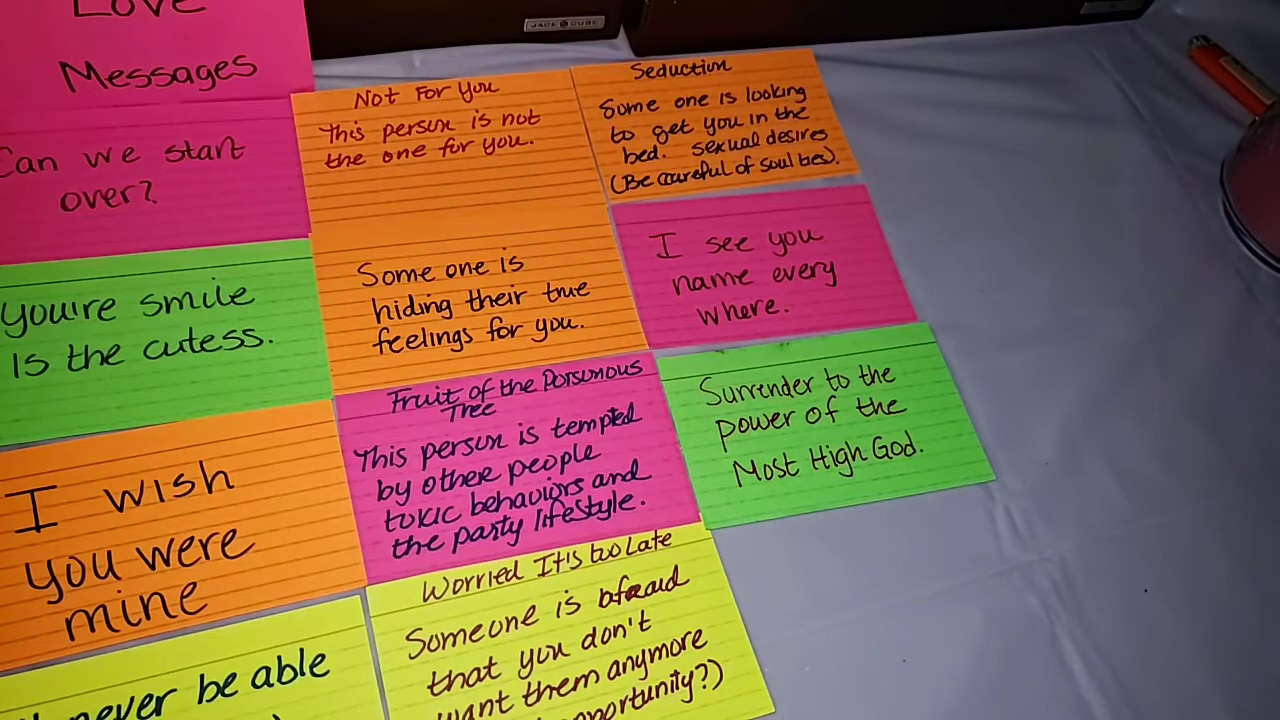 Love
Messages
Can we start
over?
you're smile
is the cutess.
I wish
you were
mine
never be able
Not For You
This person is not
the one for you.
Some one is
hiding their true
feelings for you.
Fruit of the Poisonous
Tree
This person is tempted
by other people
toxic behaviors and
the party lifestyle.
Worried It's too Late
Someone is afraid
that you don't
want them anymore
opportunity?)
JACK CUBE
Seduction
Some one is looking
to get you in the
bed. sexual desires
(Be careful of soul ties).
I see you
name every
where.
Surrender to the
power of the
Most High God.